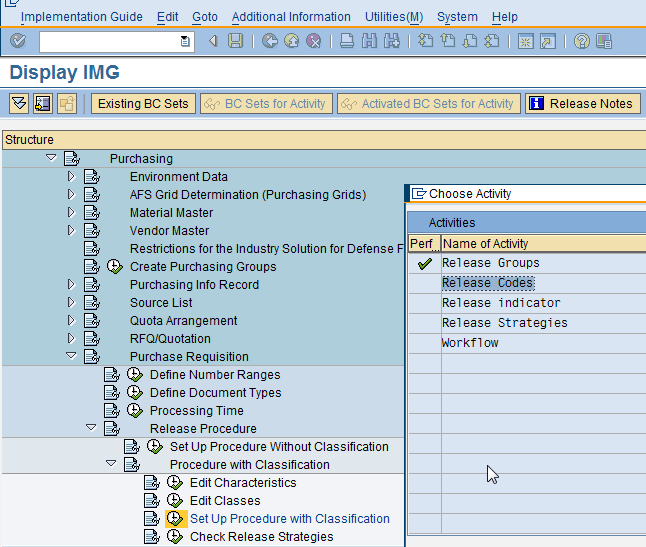 Implementation Guide Edit Goto Additional Information Utilities(M) System Help
Display IMG
Existing BC Sets BC Sets for Activity Activated BC Sets for Activity Release Notes
Structure
Purchasing
Environment Data
AFS Grid Determination (Purchasing Grids)
Material Master
Vendor Master
Restrictions for the Industry Solution for Defense F
Create Purchasing Groups
Purchasing Info Record
Source List
Quota Arrangement
RFQ/Quotation
Purchase Requisition
Define Number Ranges
Define Document Types
Processing Time
Release Procedure
Set Up Procedure Without Classification
Procedure with Classification
Edit Characteristics
Edit Classes
Set Up Procedure with Classification
Check Release Strategies
Choose Activity
Activities
Perf... Name of Activity
Release Groups
Release Codes
Release indicator
Release Strategies
Workflow